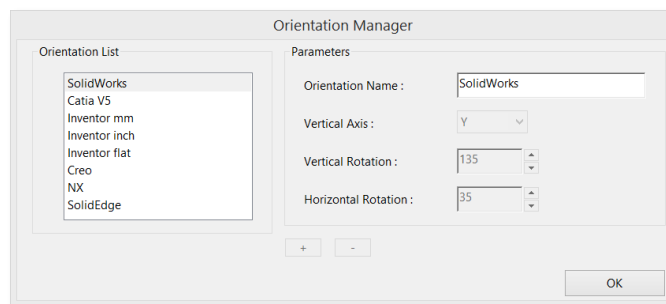 Orientation Manager
Orientation List
SolidWorks
Catia V5
Inventor mm
Inventor inch
Inventor flat
Creo
NX
SolidEdge
Parameters
Orientation Name : SolidWorks
Vertical Axis : Y
Vertical Rotation : 135
Horizontal Rotation : 35
+ -
OK